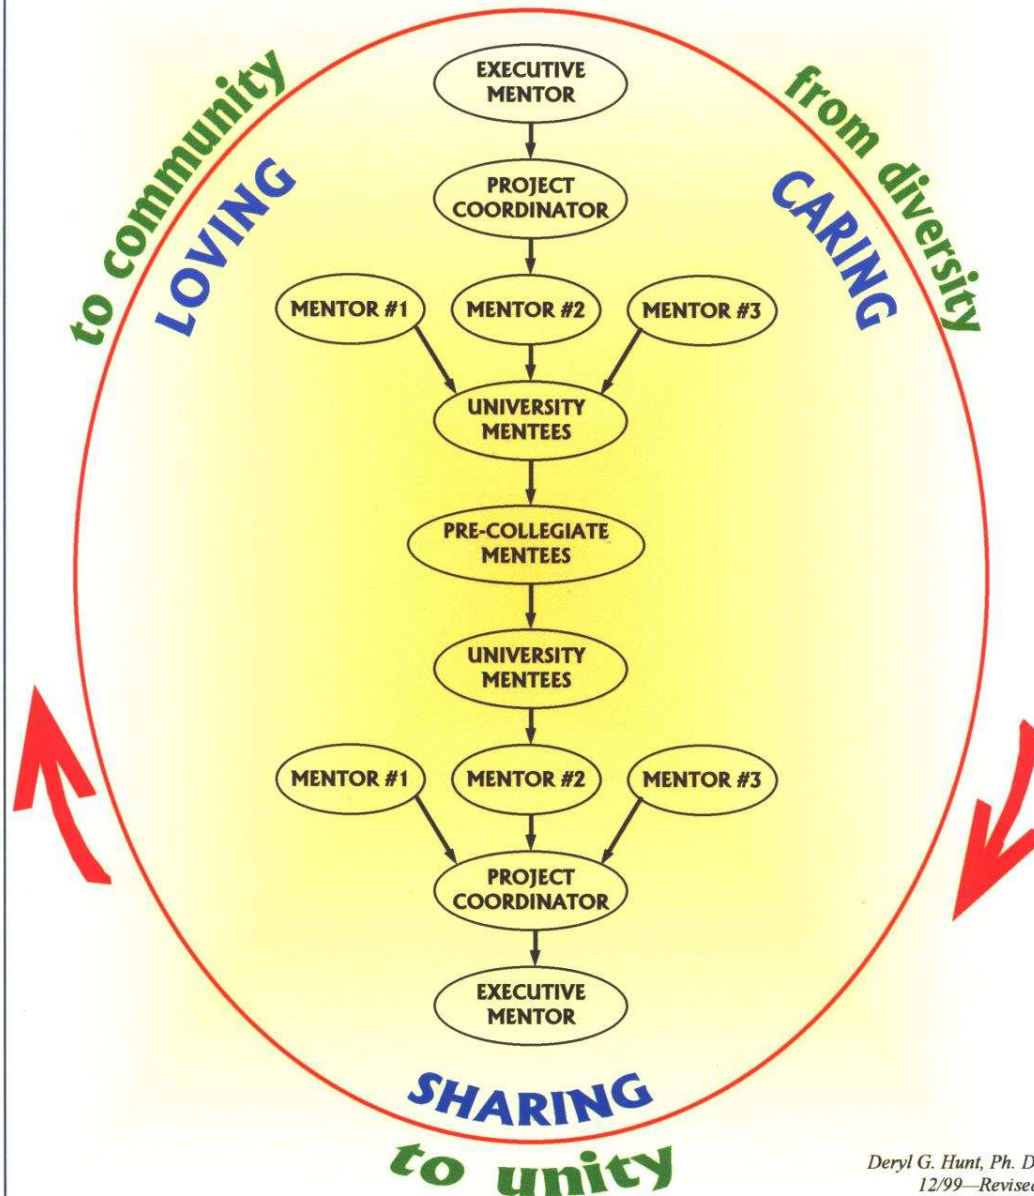 EXECUTIVE
MENTOR
to community
from diversity
LOVING
CARING
PROJECT
COORDINATOR
MENTOR #1
MENTOR #2
MENTOR #3
UNIVERSITY
MENTEES
PRE-COLLEGIATE
MENTEES
UNIVERSITY
MENTEES
MENTOR #1
MENTOR #2
MENTOR #3
PROJECT
COORDINATOR
EXECUTIVE
MENTOR
SHARING
to unity
Deryl G. Hunt, Ph. D
12/99—Revised